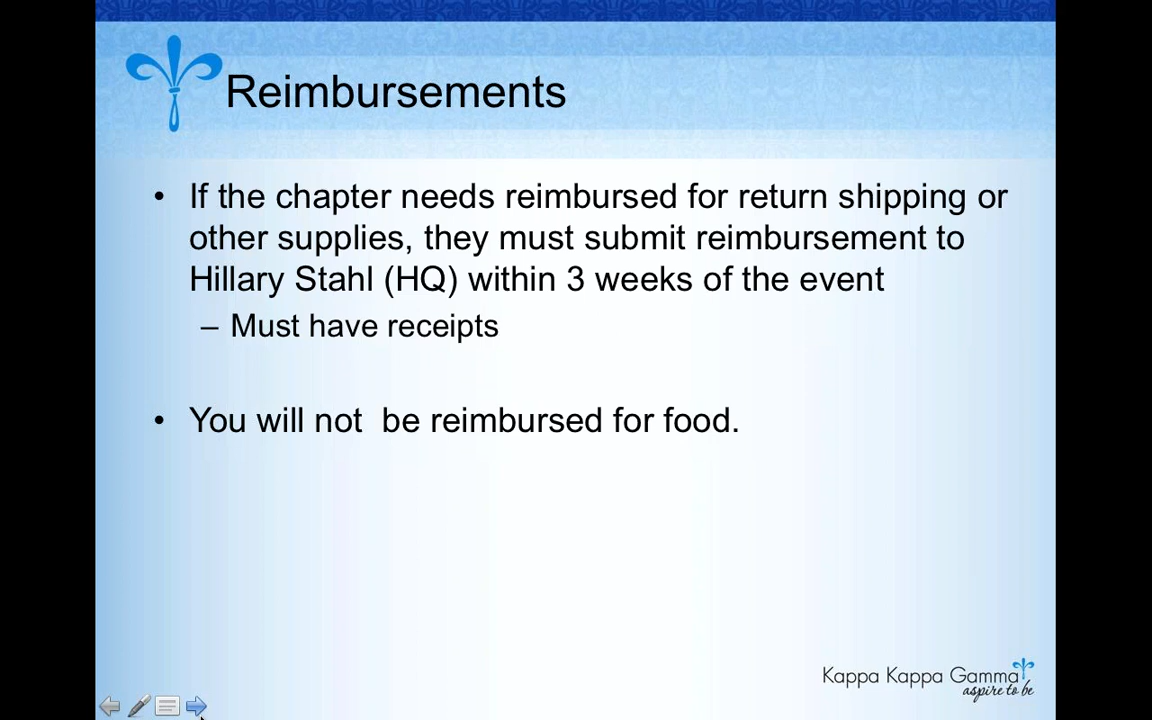 Reimbursements
• If the chapter needs reimbursed for return shipping or
other supplies, they must submit reimbursement to
Hillary Stahl (HQ) within 3 weeks of the event
– Must have receipts
• You will not  be reimbursed for food.
Kappa Kappa Gamma
aspire to be